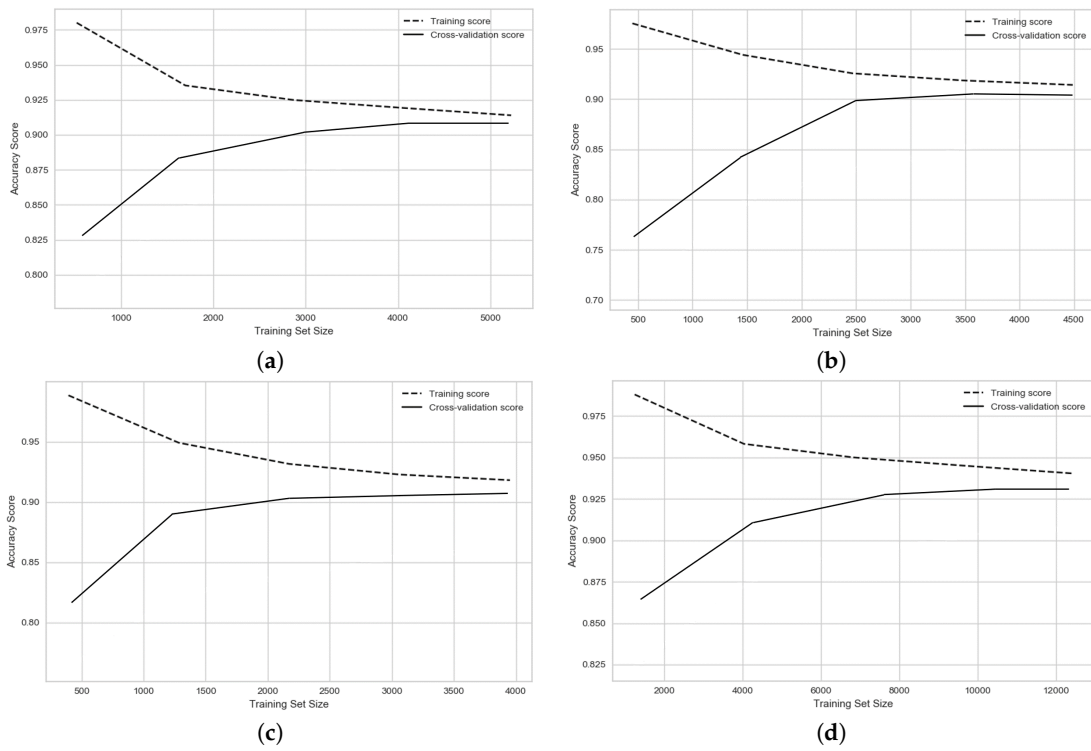 Training score
Cross-validation score
Accuracy Score
0.975
0.950
0.925
0.900
0.875
0.850
0.825
0.800
1000 2000 3000 4000 5000
Training Set Size
(a)
Training score
Cross-validation score
Accuracy Score
0.95
0.90
0.85
0.80
0.75
0.70
500 1000 1500 2000 2500 3000 3500 4000 4500
Training Set Size
(b)
Training score
Cross-validation score
Accuracy Score
0.95
0.90
0.85
0.80
500 1000 1500 2000 2500 3000 3500 4000
Training Set Size
(c)
Training score
Cross-validation score
Accuracy Score
0.975
0.950
0.925
0.900
0.875
0.850
0.825
2000 4000 6000 8000 10000 12000
Training Set Size
(d)